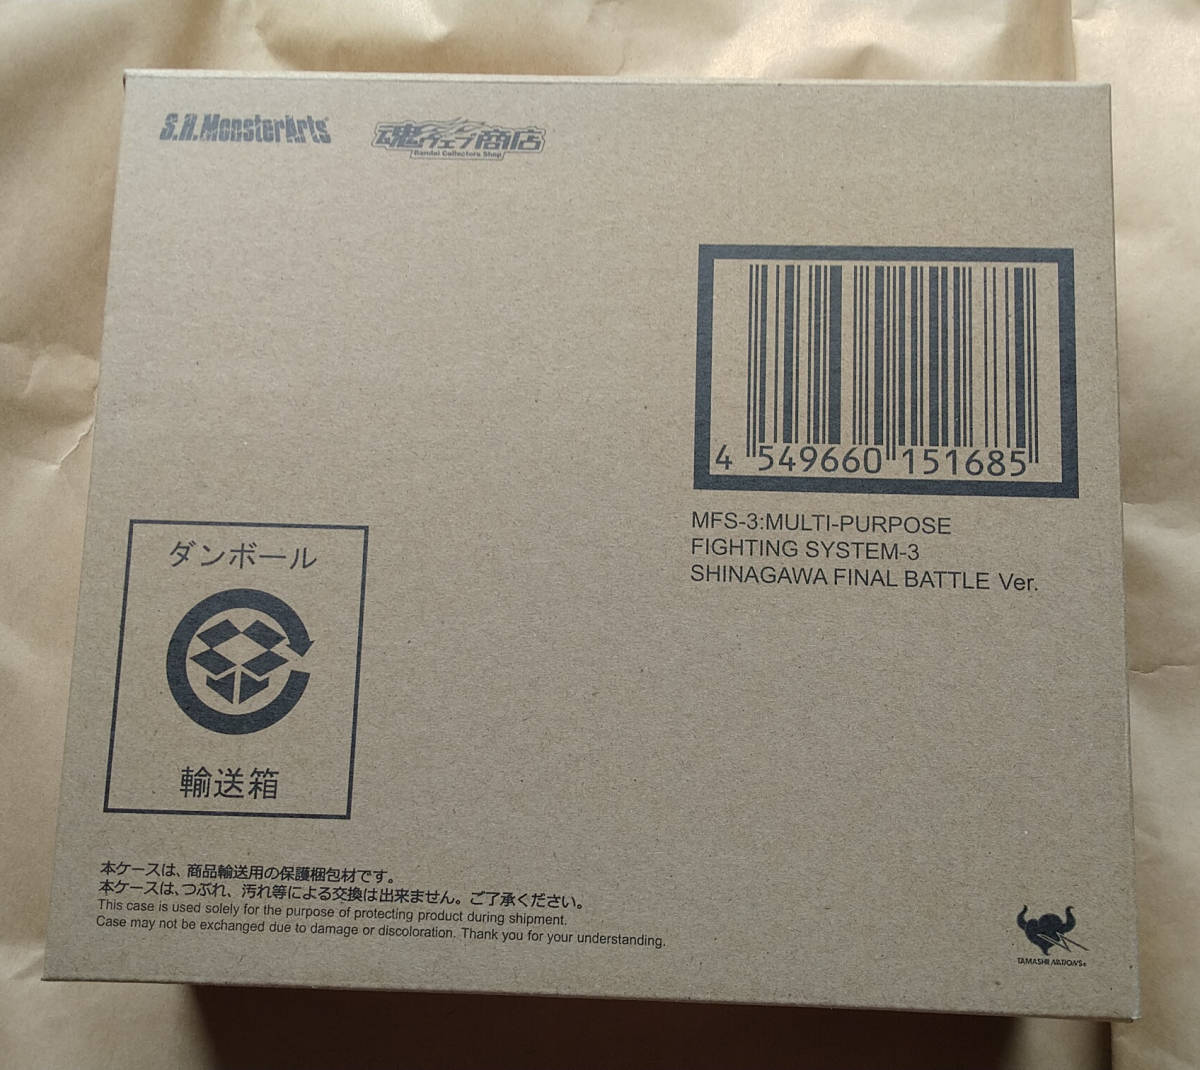 S.H.MonsterArts
魂ウェブ商店
Bandai Collectors Shop
4 549660 151685
MFS-3:MULTI-PURPOSE
FIGHTING SYSTEM-3
SHINAGAWA FINAL BATTLE Ver.
ダンボール
輸送箱
本ケースは、商品輸送用の保護梱包材です。
本ケースは、つぶれ、汚れ等による交換は出来ません。ご了承ください。
This case is used solely for the purpose of protecting product during shipment.
Case may not be exchanged due to damage or discoloration. Thank you for your understanding.
TAMASHII NATIONS